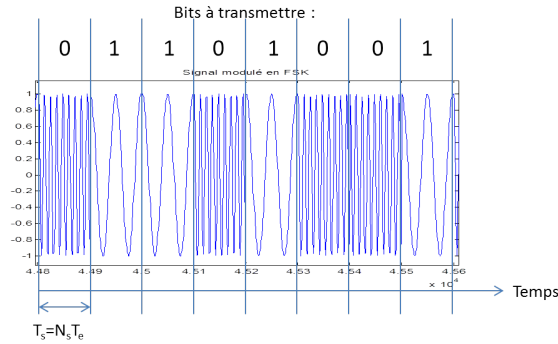 Bits à transmettre :
0 1 1 0 1 0 0 1
Signal modulé en FSK
1
0.8
0.6
0.4
0.2
0
-0.2
-0.4
-0.6
-0.8
-1
4.48 4.49 4.5 4.51 4.52 4.53 4.54 4.55 4.56
x 10⁴
Temps
Tₛ=NₛTₑ